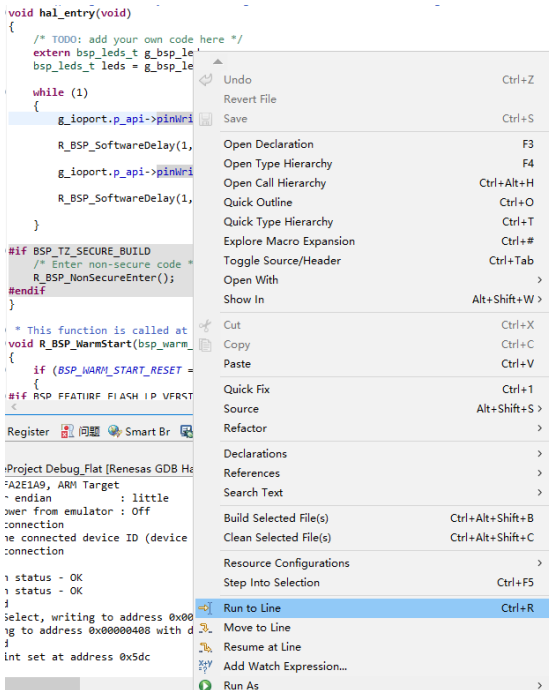 void hal_entry(void)
{
/* TODO: add your own code here */
extern bsp_leds_t g_bsp_le
bsp_leds_t leds = g_bsp_le
while (1)
{
g_ioport.p_api->pinWri
R_BSP_SoftwareDelay(1,
g_ioport.p_api->pinWri
R_BSP_SoftwareDelay(1,
}
#if BSP_TZ_SECURE_BUILD
/* Enter non-secure code *
R_BSP_NonSecureEnter();
#endif
}
* This function is called at
void R_BSP_WarmStart(bsp_warm_
{
if (BSP_WARM_START_RESET =
{
#if BSP_FEATURE_FLASH_LP_VERSI
<
Register 问题 Smart Br
eProject Debug_Flat [Renesas GDB Ha
FA2E1A9, ARM Target
r endian : little
ower from emulator : Off
connection
ne connected device ID (device
connection
n status - OK
n status - OK
d
Select, writing to address 0x00
ng to address 0x00000408 with d
d
int set at address 0x5dc
Undo Ctrl+Z
Revert File
Save Ctrl+S
Open Declaration F3
Open Type Hierarchy F4
Open Call Hierarchy Ctrl+Alt+H
Quick Outline Ctrl+O
Quick Type Hierarchy Ctrl+T
Explore Macro Expansion Ctrl+#
Toggle Source/Header Ctrl+Tab
Open With >
Show In Alt+Shift+W >
Cut Ctrl+X
Copy Ctrl+C
Paste Ctrl+V
Quick Fix Ctrl+1
Source Alt+Shift+S >
Refactor >
Declarations >
References >
Search Text >
Build Selected File(s) Ctrl+Alt+Shift+B
Clean Selected File(s) Ctrl+Alt+Shift+C
Resource Configurations >
Step Into Selection Ctrl+F5
Run to Line Ctrl+R
Move to Line
Resume at Line
Add Watch Expression...
Run As >